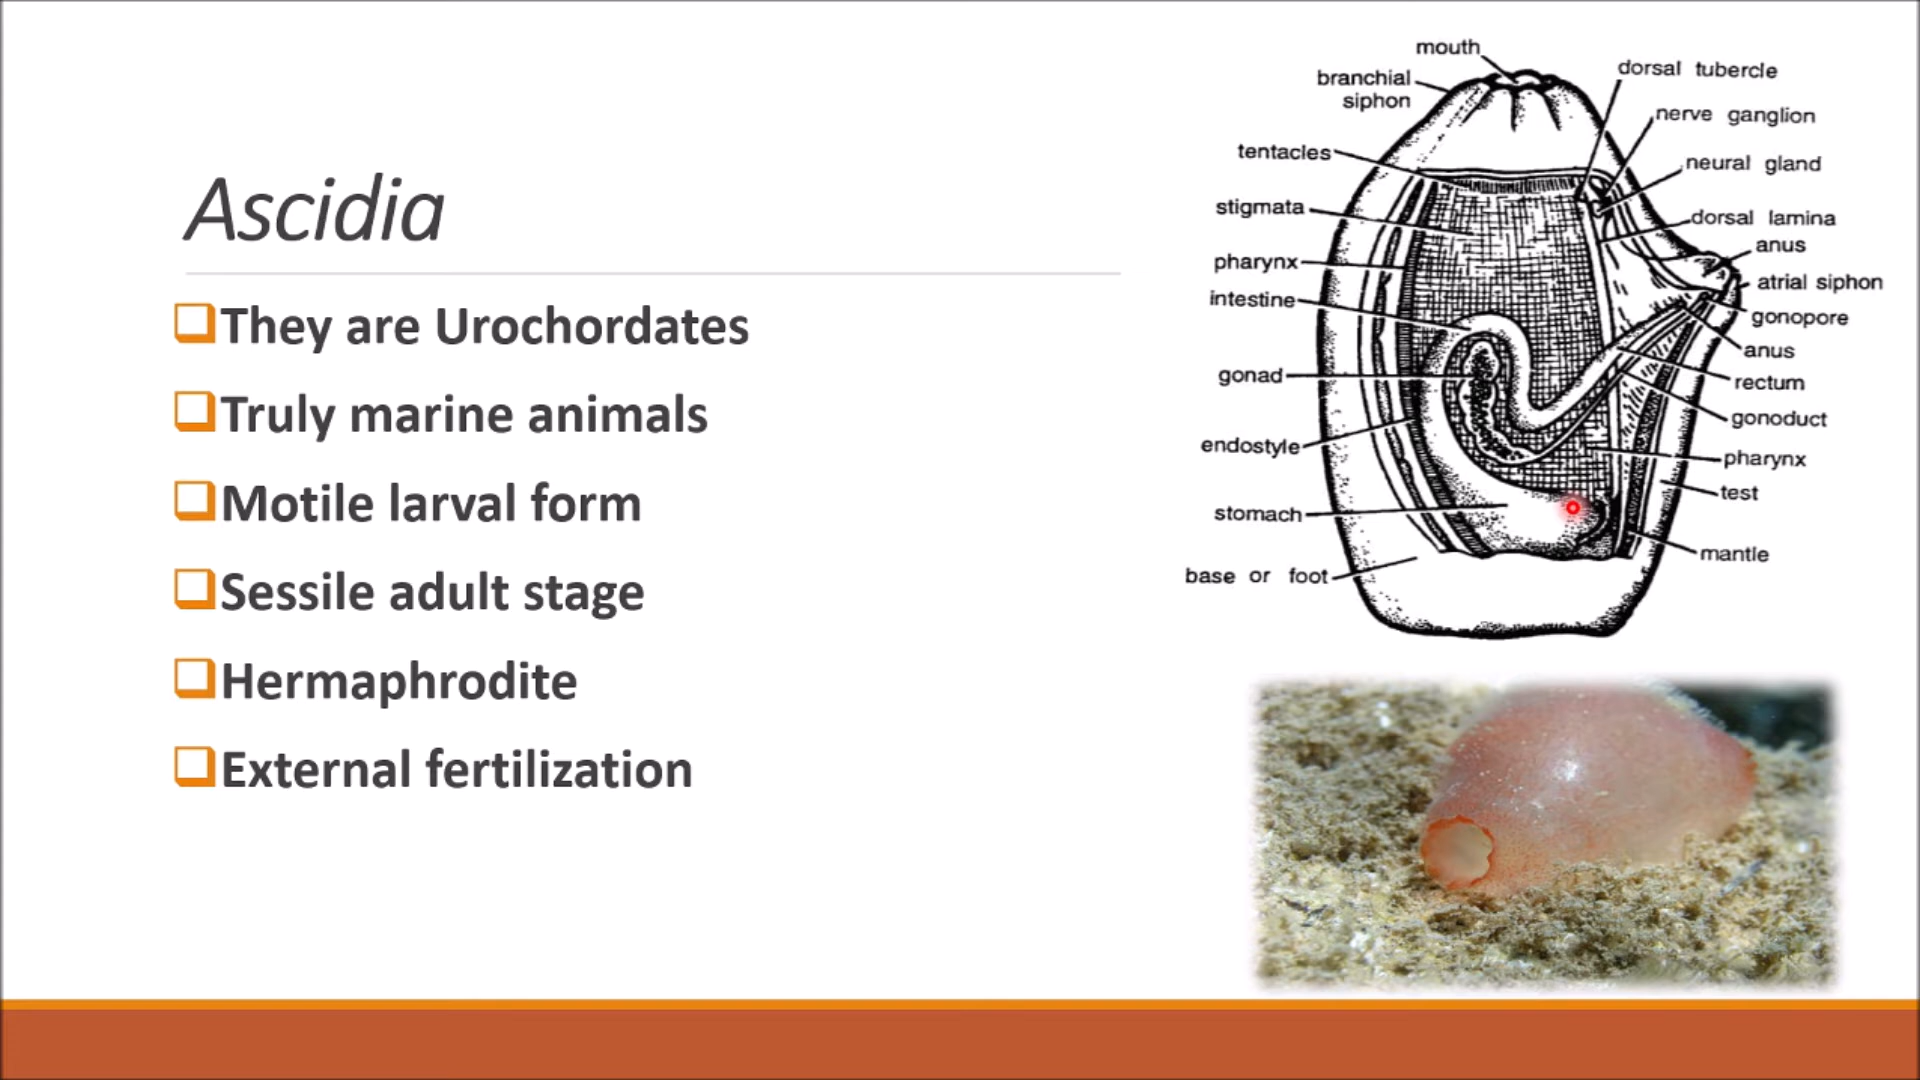 Ascidia
They are Urochordates
Truly marine animals
Motile larval form
Sessile adult stage
Hermaphrodite
External fertilization
mouth
branchial
siphon
tentacles
stigmata
pharynx
intestine
gonad
endostyle
stomach
base or foot
dorsal tubercle
nerve ganglion
neural gland
dorsal lamina
anus
atrial siphon
gonopore
anus
rectum
gonoduct
pharynx
test
mantle